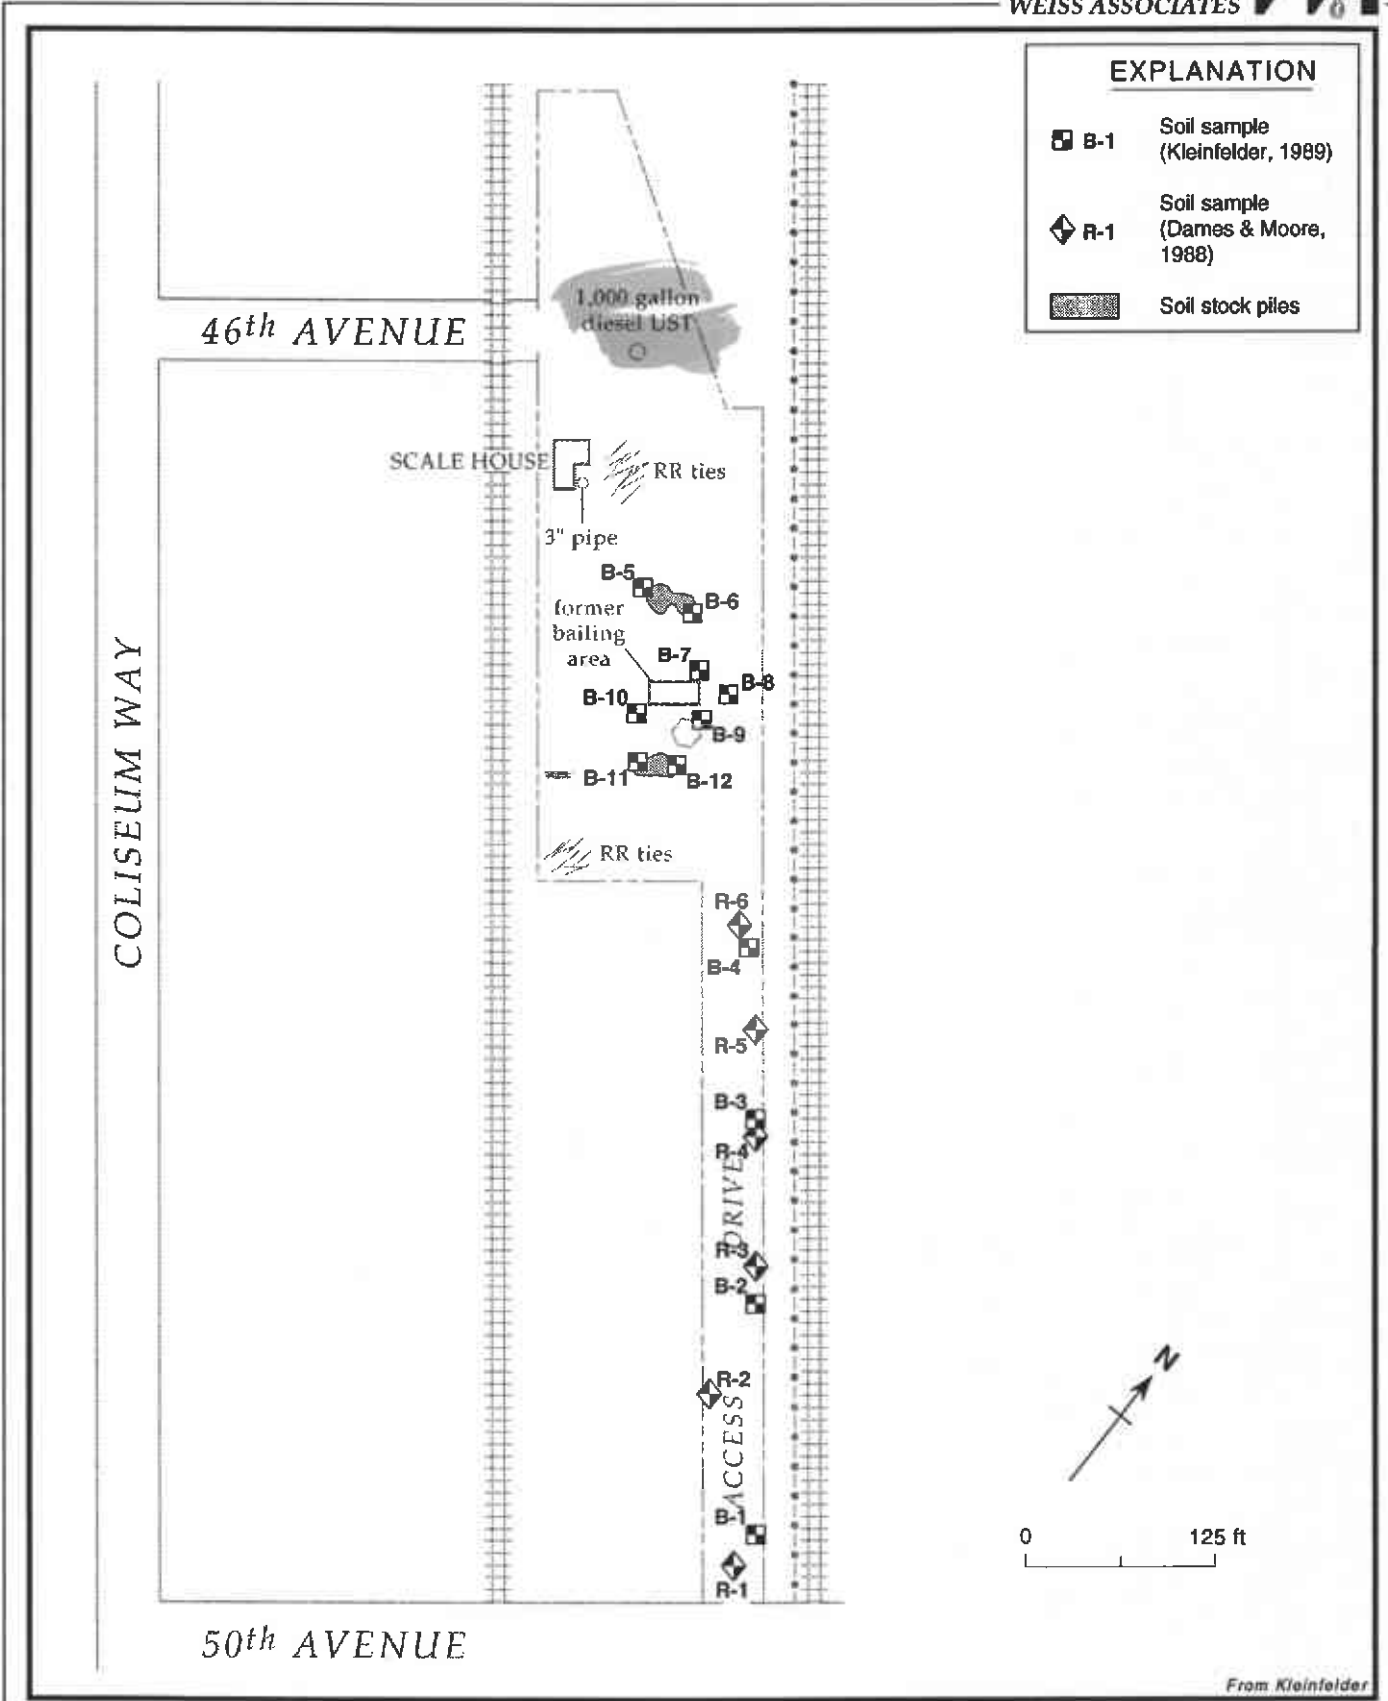 WEISS ASSOCIATES
EXPLANATION
B-1
Soil sample
(Kleinfelder, 1989)
R-1
Soil sample
(Dames & Moore,
1988)
Soil stock piles
1,000 gallon
diesel UST
46th AVENUE
SCALE HOUSE
RR ties
3" pipe
B-5
B-6
former
bailing
area
B-7
B-8
B-10
B-9
B-11
B-12
COLISEUM WAY
RR ties
R-6
B-4
R-5
B-3
R-4
R-3
B-2
R-2
ACCESS DRIVE
B-1
R-1
N
0
125 ft
50th AVENUE
From Kleinfelder